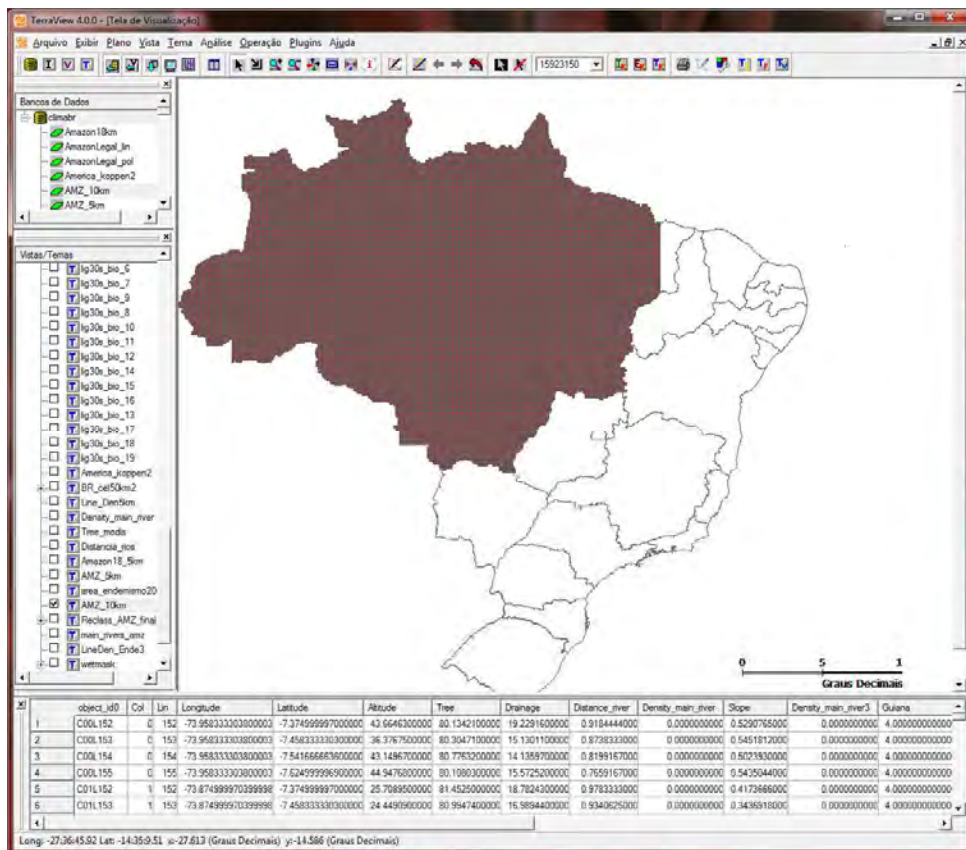 TerraView 4.0.0 - [Tela de Visualização]
Arquivo Exibir Plano Vista Tema Análise Operação Plugins Ajuda
15923150
Bancos de Dados
climabr
Amazon18km
AmazonLegal_lin
AmazonLegal_pol
America_koppen2
AMZ_10km
AMZ_5km
Vistas/Temas
lig30s_bio_6
lig30s_bio_7
lig30s_bio_9
lig30s_bio_8
lig30s_bio_10
lig30s_bio_11
lig30s_bio_12
lig30s_bio_14
lig30s_bio_15
lig30s_bio_16
lig30s_bio_13
lig30s_bio_17
lig30s_bio_18
lig30s_bio_19
America_koppen2
BR_cel50km2
Line_Den5km
Density_main_river
Tree_modis
Distancia_rios
Amazon18_5km
AMZ_5km
area_endemismo20
AMZ_10km
Reclass_AMZ_final
main_rivers_amz
LineDen_Ende3
wetmask
0 5 1
Graus Decimais
object_id0 Col Lin Longitude Latitude Altitude Tree Drainage Distance_river Density_main_river Slope Density_main_river3 Guiana
1 C00L152 0 152 -73.958333303800003 -7.374999997000000 43.6646300000 80.1342100000 19.2291600000 0.9184444000 0.0000000000 0.5290765000 0.0000000000 4.000000000000
2 C00L153 0 153 -73.958333303800003 -7.458333330300000 36.3767500000 80.3047100000 15.1301100000 0.8738333000 0.0000000000 0.5451812000 0.0000000000 4.000000000000
3 C00L154 0 154 -73.958333303800003 -7.541666663600000 43.1496700000 80.7763200000 14.1359700000 0.8199167000 0.0000000000 0.5023930000 0.0000000000 4.000000000000
4 C00L155 0 155 -73.958333303800003 -7.624999996900000 44.9476800000 80.1080300000 15.5725200000 0.7659167000 0.0000000000 0.5435044000 0.0000000000 4.000000000000
5 C01L152 1 152 -73.874999970399998 -7.374999997000000 25.7089500000 81.4525000000 18.7824300000 0.9783333000 0.0000000000 0.4173666000 0.0000000000 4.000000000000
6 C01L153 1 153 -73.874999970399998 -7.458333330300000 24.4490900000 80.9947400000 16.9894400000 0.9340625000 0.0000000000 0.3436918000 0.0000000000 4.000000000000
Long: -27:36:45.92 Lat: -14:35:9.51 x:-27.613 (Graus Decimais) y:-14.586 (Graus Decimais)